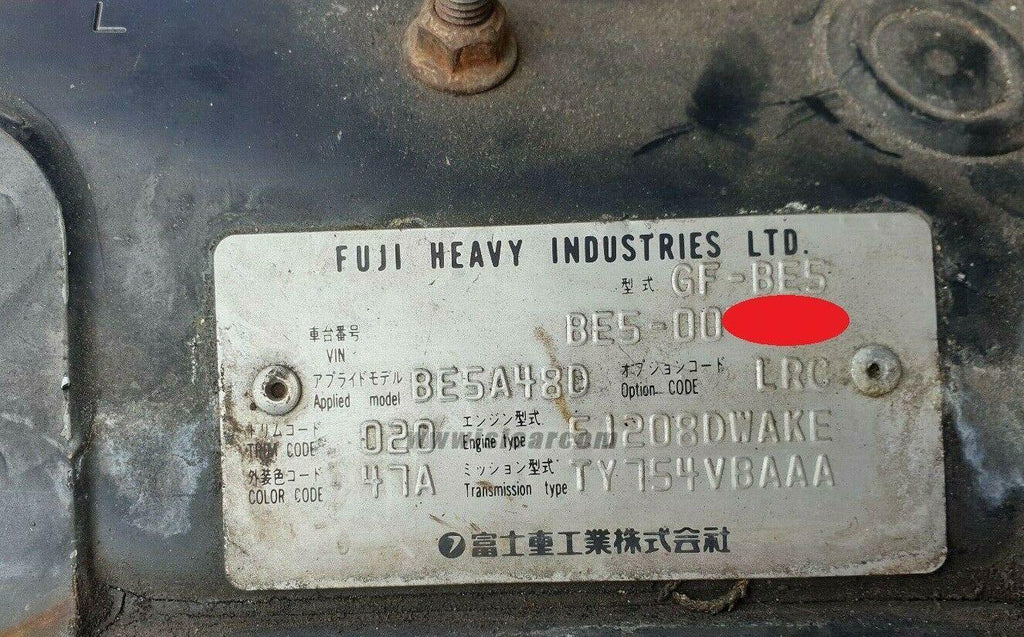 L
FUJI HEAVY INDUSTRIES LTD.
型式 GF-BE5
車台番号 BE5-00
VIN
アプライドモデル BE5A48D オプションコード LRC
Applied model Option CODE
トリムコード 020 エンジン型式 EJ208DWAKE
TRIM CODE Engine type
外装色コード 47A ミッション型式 TY754VBAAA
COLOR CODE Transmission type
富士重工業株式会社